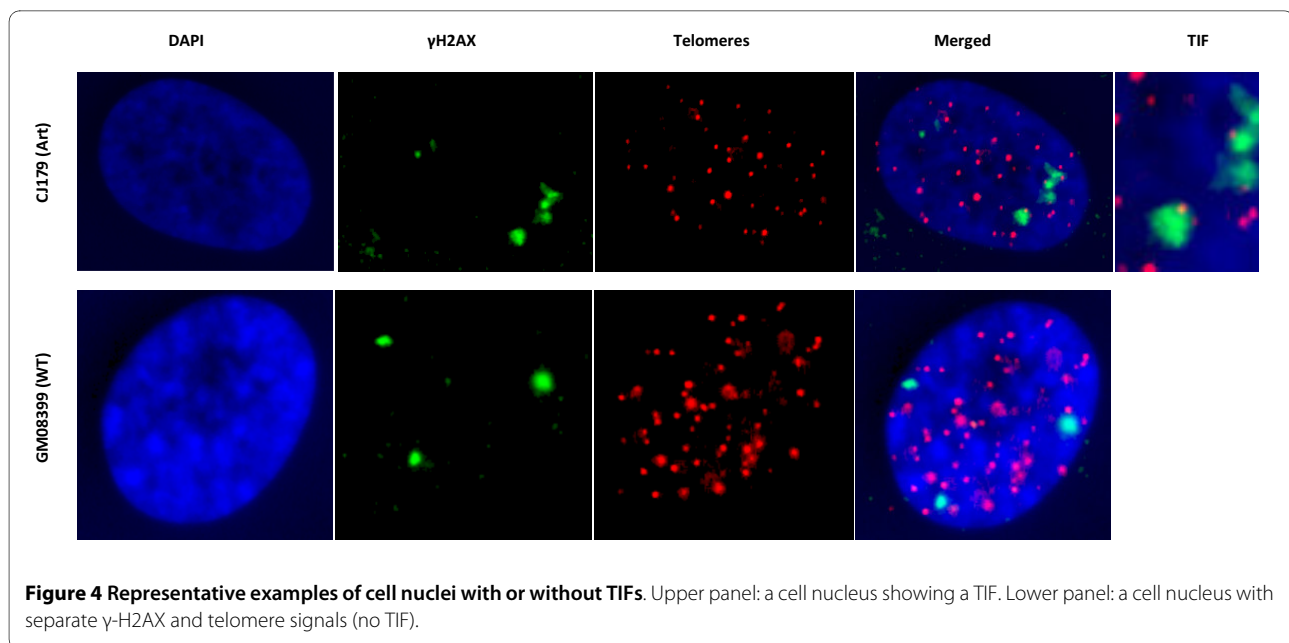 DAPI γH2AX Telomeres Merged TIF
CJ179 (Art)
GM08399 (WT)
Figure 4 Representative examples of cell nuclei with or without TIFs. Upper panel: a cell nucleus showing a TIF. Lower panel: a cell nucleus with
separate γ-H2AX and telomere signals (no TIF).